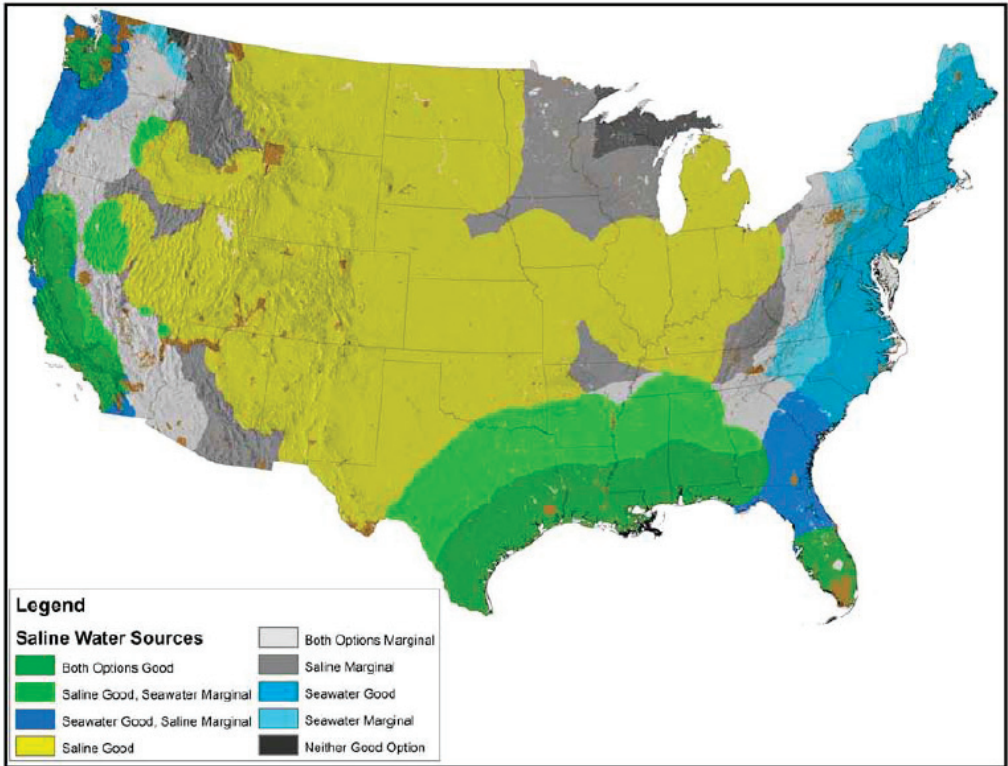 Legend
Saline Water Sources
Both Options Good
Saline Good, Seawater Marginal
Seawater Good, Saline Marginal
Saline Good
Both Options Marginal
Saline Marginal
Seawater Good
Seawater Marginal
Neither Good Option